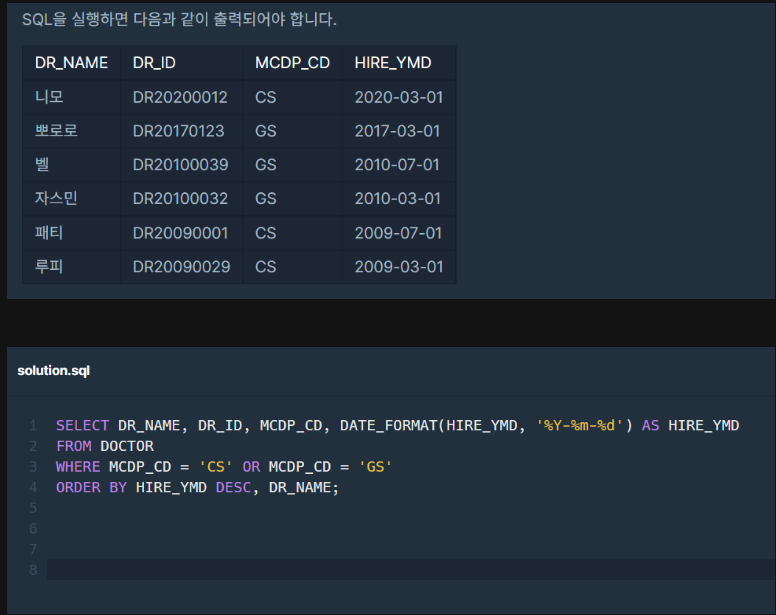 SQL을 실행하면 다음과 같이 출력되어야 합니다.
DR_NAME DR_ID MCDP_CD HIRE_YMD
니모 DR20200012 CS 2020-03-01
뽀로로 DR20170123 GS 2017-03-01
벨 DR20100039 GS 2010-07-01
자스민 DR20100032 GS 2010-03-01
패티 DR20090001 CS 2009-07-01
루피 DR20090029 CS 2009-03-01
solution.sql
1 SELECT DR_NAME, DR_ID, MCDP_CD, DATE_FORMAT(HIRE_YMD, '%Y-%m-%d') AS HIRE_YMD
2 FROM DOCTOR
3 WHERE MCDP_CD = 'CS' OR MCDP_CD = 'GS'
4 ORDER BY HIRE_YMD DESC, DR_NAME;
5
6
7
8